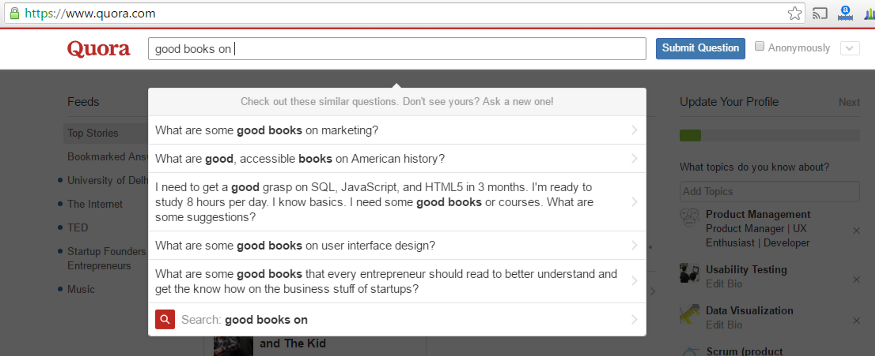 https://www.quora.com
Quora
good books on
Submit Question
Anonymously
Check out these similar questions. Don't see yours? Ask a new one!
What are some good books on marketing?
What are good, accessible books on American history?
I need to get a good grasp on SQL, JavaScript, and HTML5 in 3 months. I'm ready to
study 8 hours per day. I know basics. I need some good books or courses. What are
some suggestions?
What are some good books on user interface design?
What are some good books that every entrepreneur should read to better understand and
get the know how on the business stuff of startups?
Search: good books on
Feeds
Top Stories
Bookmarked Answ
University of Delh
The Internet
TED
Startup Founders
Entrepreneurs
Music
and The Kid
Update Your Profile
Next
What topics do you know about?
Add Topics
Product Management
Product Manager | UX
Enthusiast | Developer
Usability Testing
Edit Bio
Data Visualization
Edit Bio
Scrum (product